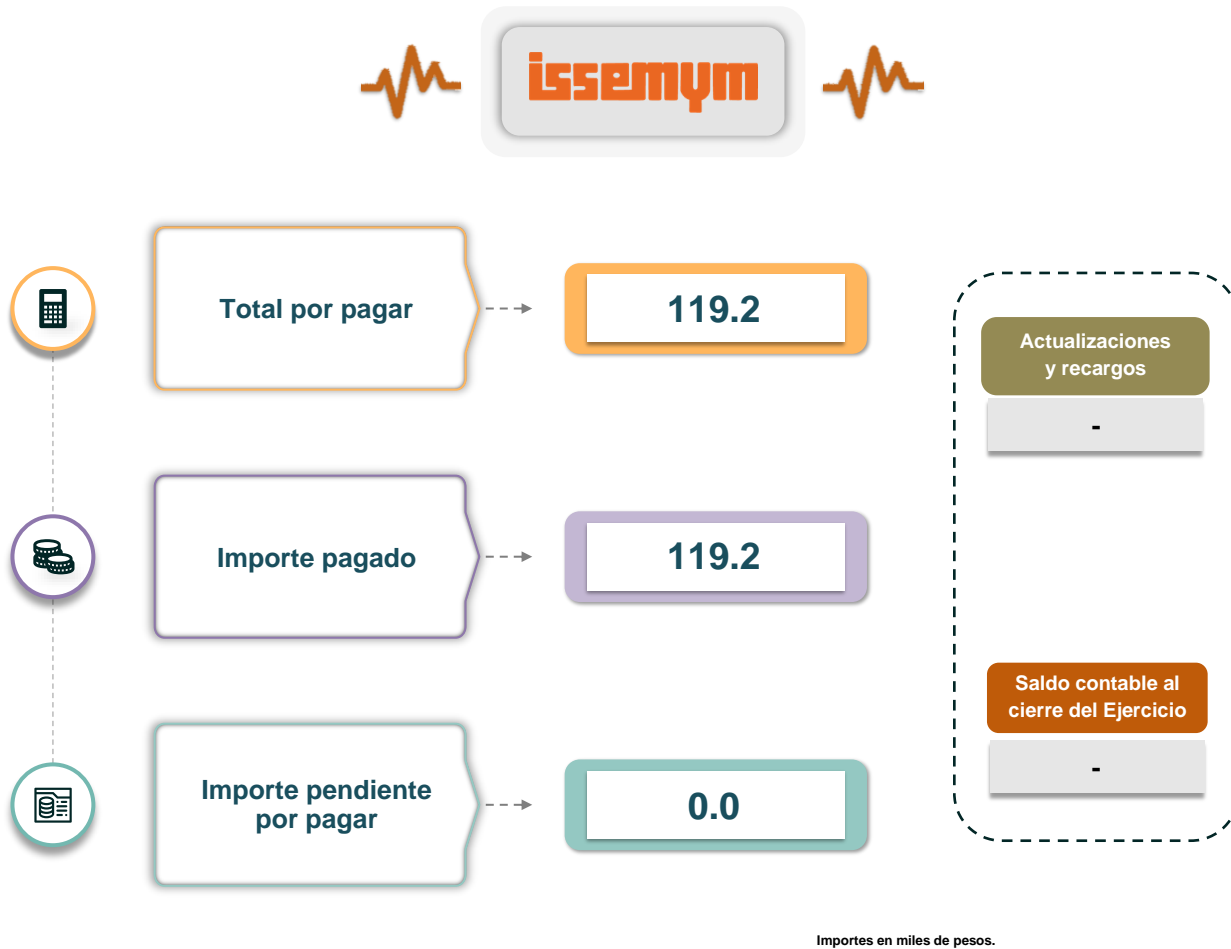 issemym
Total por pagar
119.2
Actualizaciones
y recargos
-
Importe pagado
119.2
Saldo contable al
cierre del Ejercicio
-
Importe pendiente
por pagar
0.0
Importes en miles de pesos.